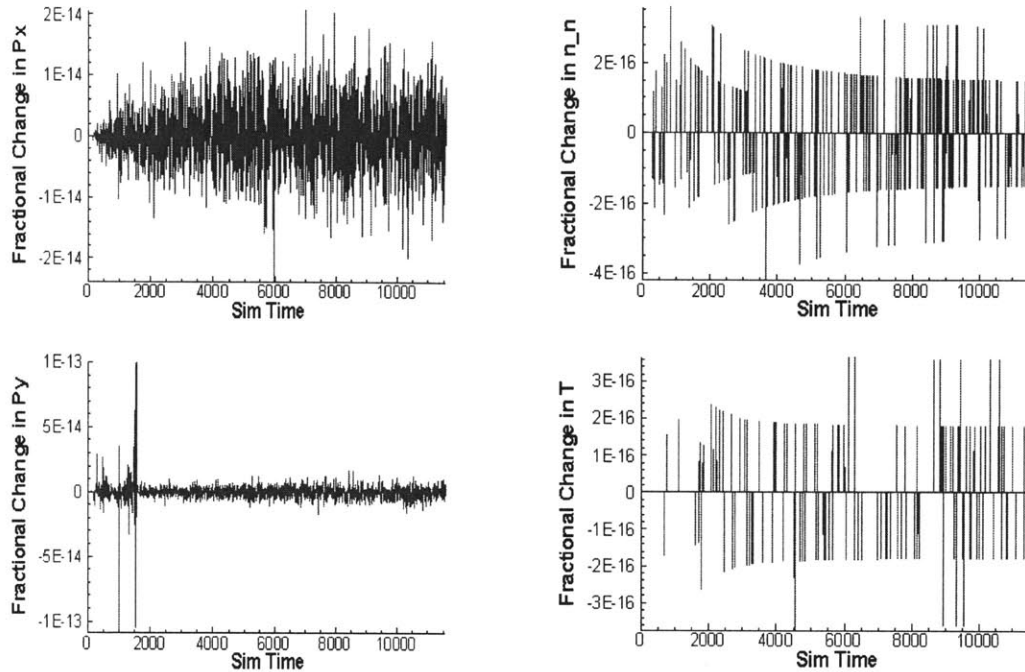 Fractional Change in Px
2E-14
1E-14
0
-1E-14
-2E-14
0 2000 4000 6000 8000 10000
Sim Time
Fractional Change in n_n
2E-16
0
-2E-16
-4E-16
0 2000 4000 6000 8000 10000
Sim Time
Fractional Change in Py
1E-13
5E-14
0
-5E-14
-1E-13
0 2000 4000 6000 8000 10000
Sim Time
Fractional Change in T
3E-16
2E-16
1E-16
0
-1E-16
-2E-16
-3E-16
0 2000 4000 6000 8000 10000
Sim Time